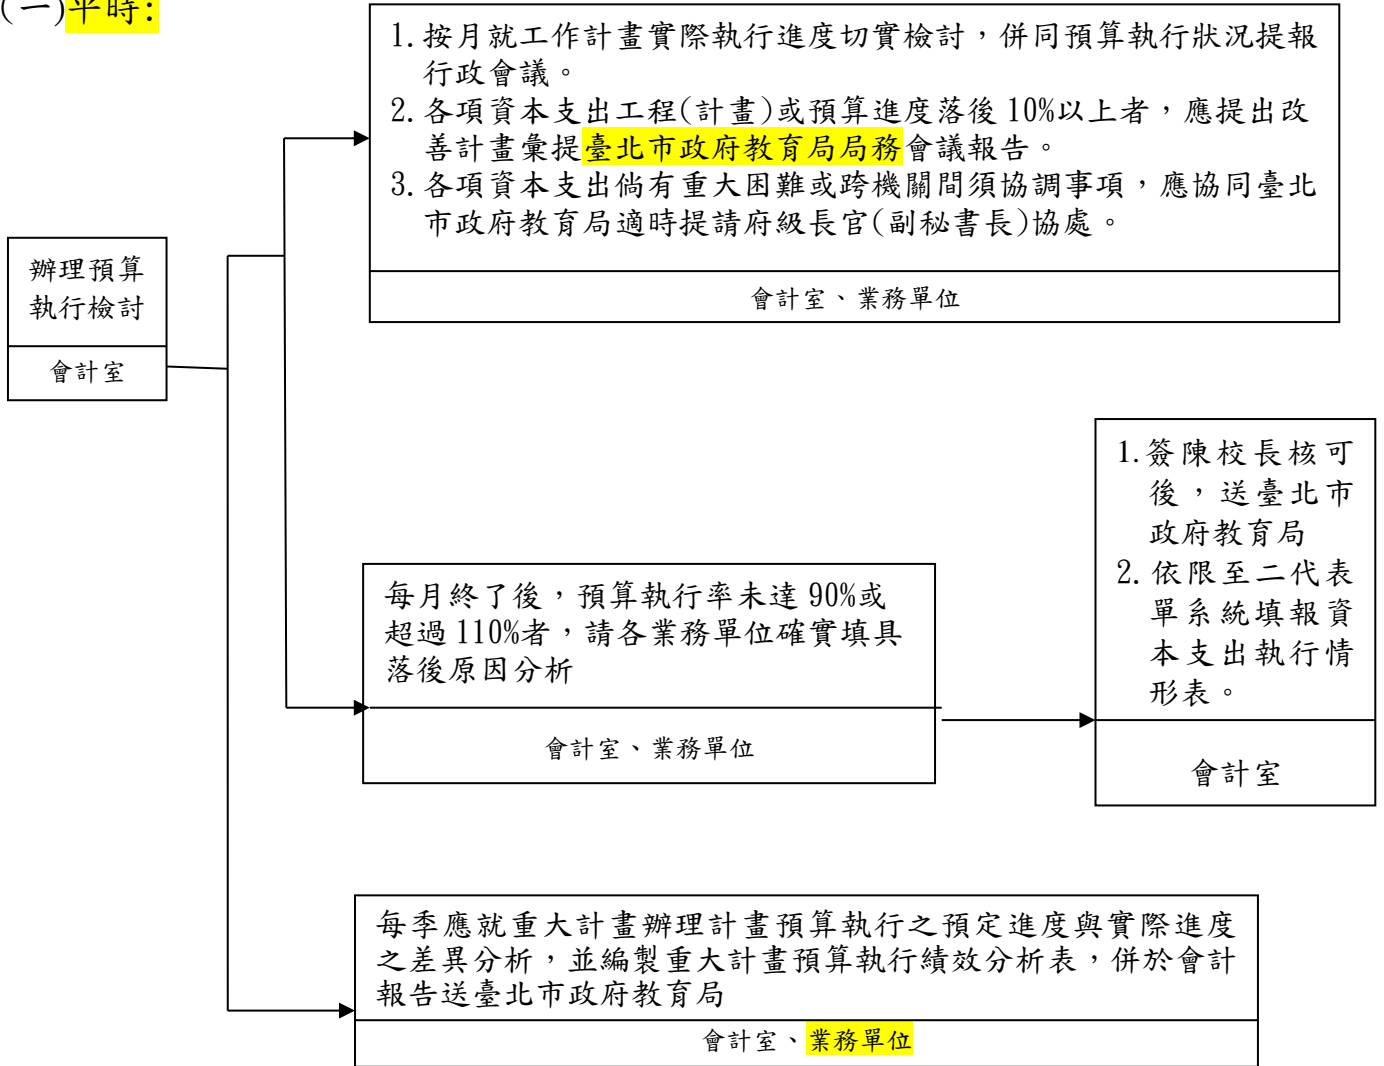 (一)平時:
1.按月就工作計畫實際執行進度切實檢討，併同預算執行狀況提報
行政會議。
2.各項資本支出工程(計畫)或預算進度落後10%以上者，應提出改
善計畫彙提臺北市政府教育局局務會議報告。
3.各項資本支出倘有重大困難或跨機關間須協調事項，應協同臺北
市政府教育局適時提請府級長官(副秘書長)協處。
會計室、業務單位
辦理預算
執行檢討
會計室
每月終了後，預算執行率未達90%或
超過110%者，請各業務單位確實填具
落後原因分析
會計室、業務單位
1.簽陳校長核可
後，送臺北市
政府教育局
2.依限至二代表
單系統填報資
本支出執行情
形表。
會計室
每季應就重大計畫辦理計畫預算執行之預定進度與實際進度
之差異分析，並編製重大計畫預算執行績效分析表，併於會計
報告送臺北市政府教育局
會計室、業務單位